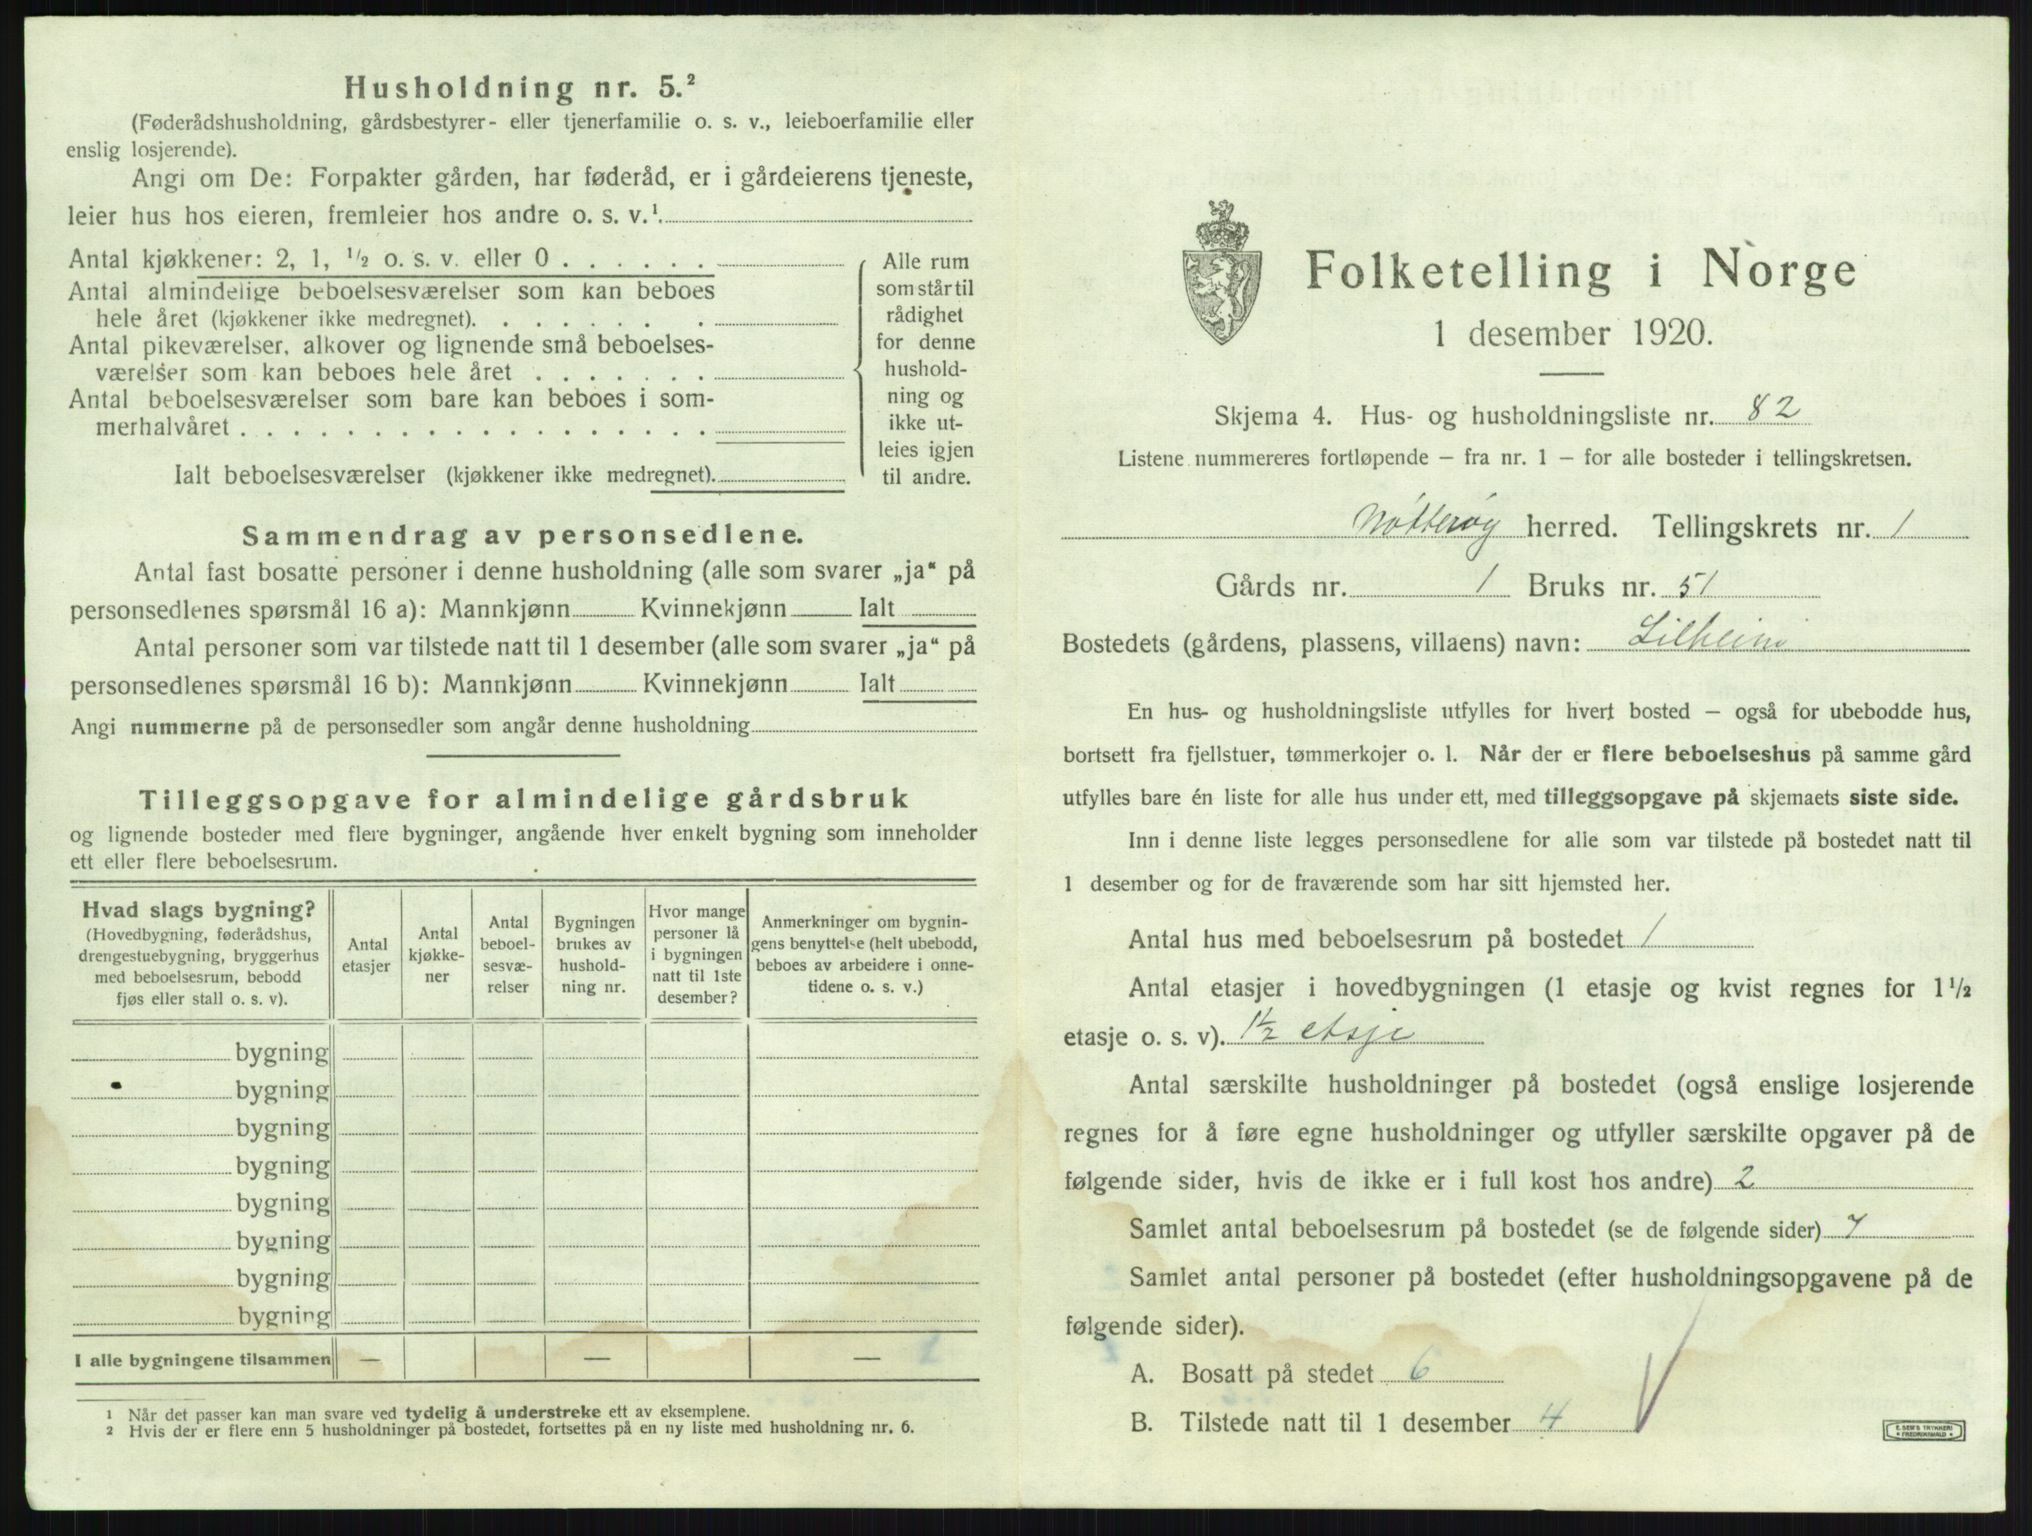 Husholdning nr. 5.²
(Føderådshusholdning, gårdsbestyrer- eller tjenerfamilie o. s. v., leieboerfamilie eller
enslig losjerende).
Angi om De: Forpakter gården, har føderåd, er i gårdeierens tjeneste,
leier hus hos eieren, fremleier hos andre o. s. v.¹
Antal kjøkkener: 2, 1, ½ o. s. v. eller 0
Antal almindelige beboelsesværelser som kan beboes
hele året (kjøkkener ikke medregnet).
Antal pikeværelser, alkover og lignende små beboelses-
værelser som kan beboes hele året
Antal beboelsesværelser som bare kan beboes i som-
merhalvåret
Ialt beboelsesværelser (kjøkkener ikke medregnet).
Alle rum
som står til
rådighet
for denne
hushold-
ning og
ikke ut-
leies igjen
til andre.
Sammendrag av personsedlene.
Antal fast bosatte personer i denne husholdning (alle som svarer „ja“ på
personsedlenes spørsmål 16 a): Mannkjønn Kvinnekjønn Ialt
Antal personer som var tilstede natt til 1 desember (alle som svarer „ja“ på
personsedlenes spørsmål 16 b): Mannkjønn Kvinnekjønn Ialt
Angi nummerne på de personsedler som angår denne husholdning
Tilleggsopgave for almindelige gårdsbruk
og lignende bosteder med flere bygninger, angående hver enkelt bygning som inneholder
ett eller flere beboelsesrum.
Hvad slags bygning?
(Hovedbygning, føderådshus,
drengestuebygning, bryggerhus
med beboelsesrum, bebodd
fjøs eller stall o. s. v).
Antal
etasjer
Antal
kjøkke-
ner
Antal
beboel-
sesvæ-
relser
Bygningen
brukes av
hushold-
ning nr.
Hvor mange
personer lå
i bygningen
natt til 1ste
desember?
Anmerkninger om bygnin-
gens benyttelse (helt ubebodd,
beboes av arbeidere i onne-
tidene o. s. v.)
bygning
bygning
bygning
bygning
bygning
bygning
bygning
bygning
I alle bygningene tilsammen — — —
¹ Når det passer kan man svare ved tydelig å understreke ett av eksemplene.
² Hvis der er flere enn 5 husholdninger på bostedet, fortsettes på en ny liste med husholdning nr. 6.
Folketelling i Norge
1 desember 1920.
Skjema 4. Hus- og husholdningsliste nr. 82
Listene nummereres fortløpende — fra nr. 1 — for alle bosteder i tellingskretsen.
Nøtterøy herred. Tellingskrets nr. 1
Gårds nr. 1 Bruks nr. 51
Bostedets (gårdens, plassens, villaens) navn: Lilheim
En hus- og husholdningsliste utfylles for hvert bosted — også for ubebodde hus,
bortsett fra fjellstuer, tømmerkojer o. l. Når der er flere beboelseshus på samme gård
utfylles bare én liste for alle hus under ett, med tilleggsopgave på skjemaets siste side.
Inn i denne liste legges personsedlene for alle som var tilstede på bostedet natt til
1 desember og for de fraværende som har sitt hjemsted her.
Antal hus med beboelsesrum på bostedet 1
Antal etasjer i hovedbygningen (1 etasje og kvist regnes for 1½
etasje o. s. v). 1½ etasje
Antal særskilte husholdninger på bostedet (også enslige losjerende
regnes for å føre egne husholdninger og utfyller særskilte opgaver på de
følgende sider, hvis de ikke er i full kost hos andre) 2
Samlet antal beboelsesrum på bostedet (se de følgende sider) 7
Samlet antal personer på bostedet (efter husholdningsopgavene på de
følgende sider).
A. Bosatt på stedet 6
B. Tilstede natt til 1 desember 4
E. SEM'S TRYKKERI
FREDRIKSHALD